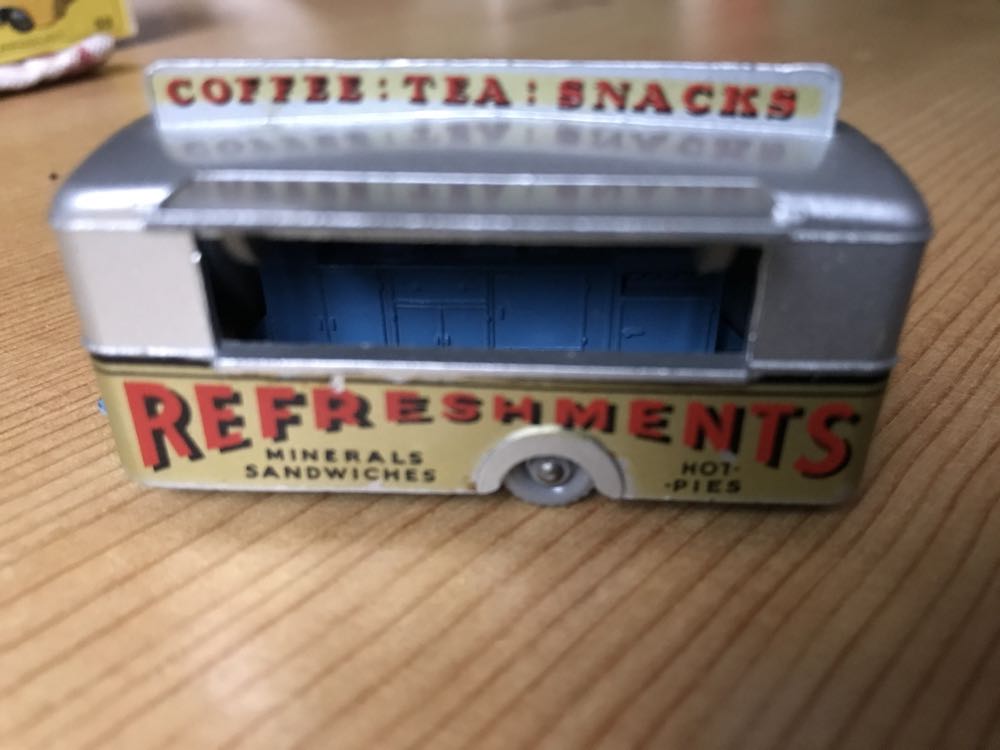 COFFEE : TEA : SNACKS
REFRESHMENTS
MINERALS
SANDWICHES
HOT-
-PIES